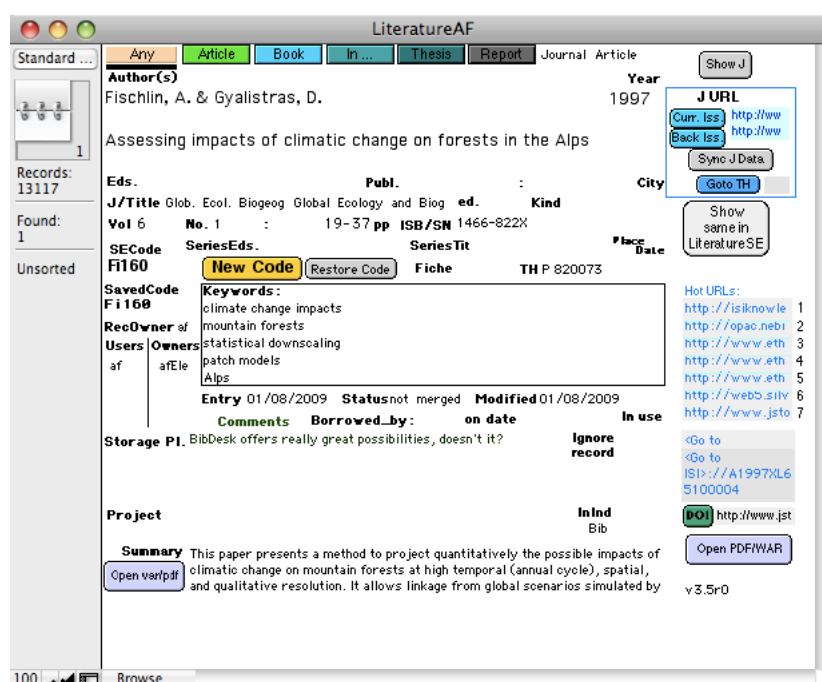 LiteratureAF
Standard ...
1
Records:
13117
Found:
1
Unsorted
Any Article Book In ... Thesis Report Journal Article
Author(s) Year
Fischlin, A. & Gyalistras, D. 1997
Assessing impacts of climatic change on forests in the Alps
Eds. Publ. : City
J/Title Glob. Ecol. Biogeog Global Ecology and Biog ed. Kind
Vol 6 No. 1 : 19-37 pp ISB/SN 1466-822X
SECode SeriesEds. SeriesTit Place Date
Fi160 New Code Restore Code Fiche TH P 820073
SavedCode
Fi160
Keywords:
climate change impacts
mountain forests
statistical downscaling
patch models
Alps
RecOwner af
Users Owners
af afEle
Entry 01/08/2009 Status not merged Modified 01/08/2009
Comments Borrowed_by: on date In use
Storage Pl. BibDesk offers really great possibilities, doesn't it? Ignore
record
Project InInd
Bib
Summary This paper presents a method to project quantitatively the possible impacts of
Open var/pdf climatic change on mountain forests at high temporal (annual cycle), spatial,
and qualitative resolution. It allows linkage from global scenarios simulated by
Show J
J URL
Curr. Iss. http://ww
Back Iss. http://ww
Sync J Data
Goto TH
Show
same in
LiteratureSE
Hot URLs:
http://isiknowle 1
http://opac.nebi 2
http://www.eth 3
http://www.eth 4
http://www.eth 5
http://web5.silv 6
http://www.jsto 7
<Go to
<Go to
ISI>://A1997XL6
5100004
DOI http://www.jst
Open PDF/WAR
v3.5r0
100 Browse